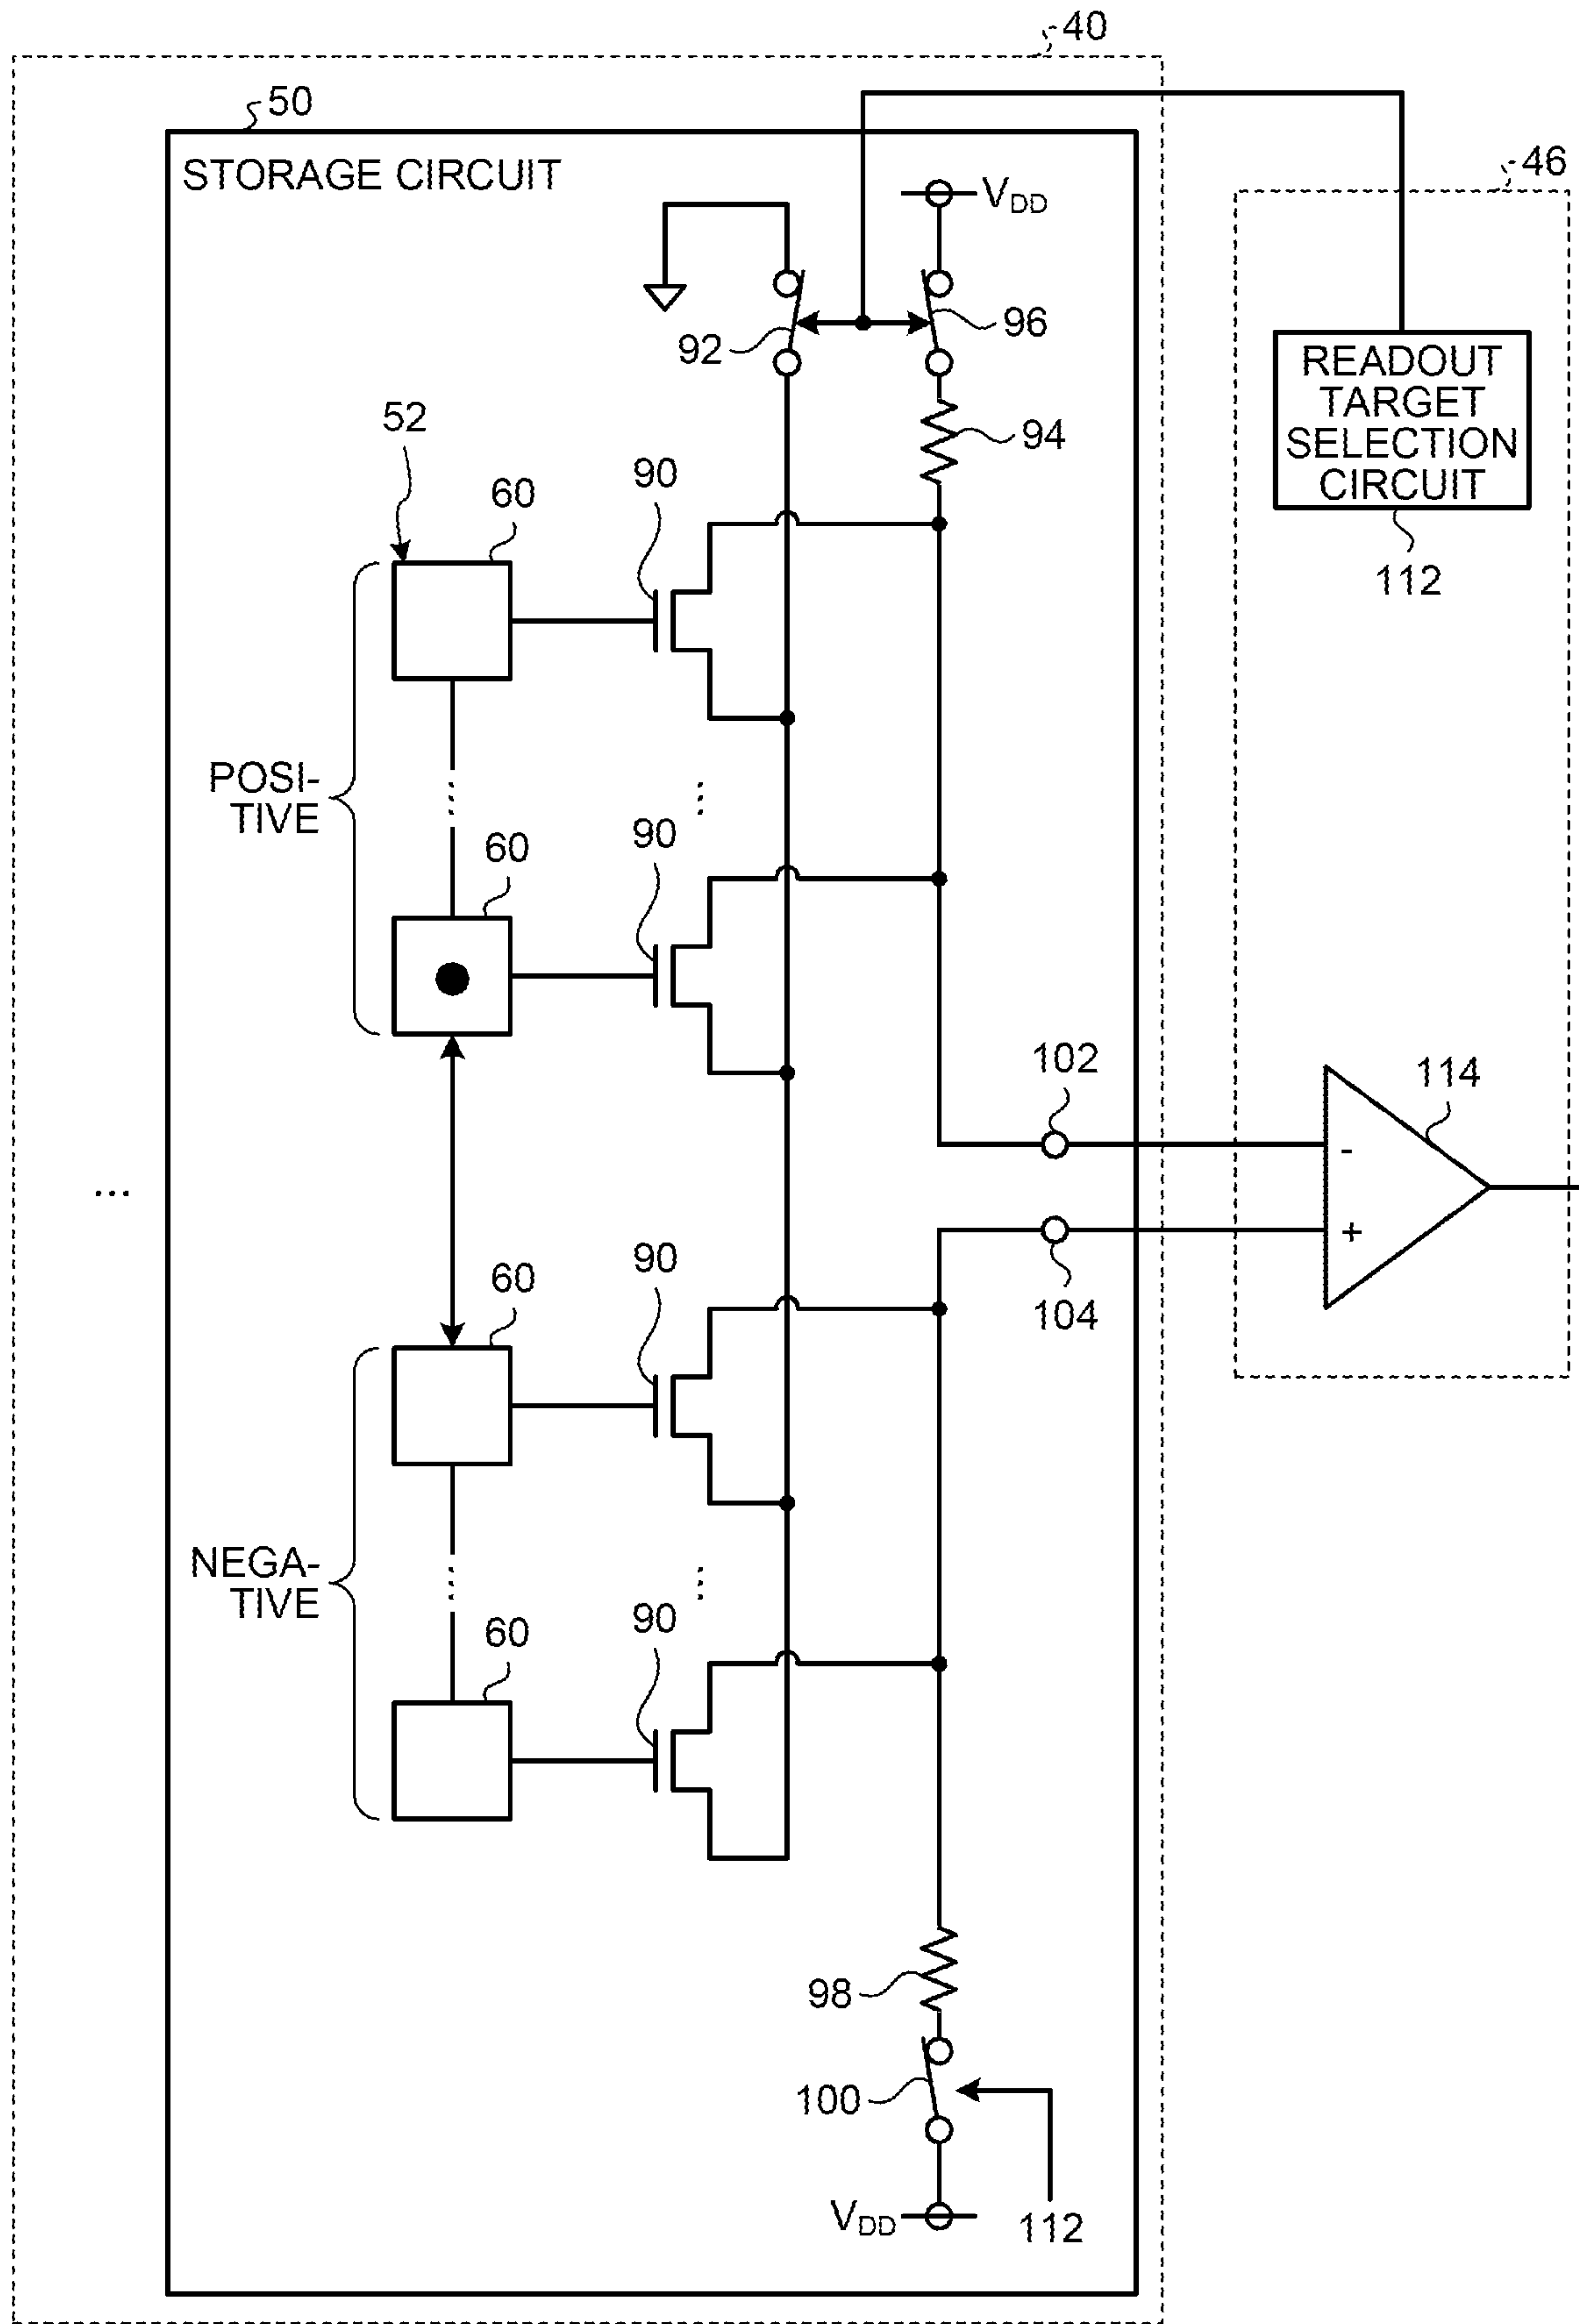 40
50
STORAGE CIRCUIT
46
VDD
92
96
READOUT
TARGET
SELECTION
CIRCUIT
112
94
52
60
90
POSI-
TIVE
...
...
60
90
102
114
-
...
+
104
60
90
NEGA-
TIVE
...
...
60
90
98
100
VDD
112